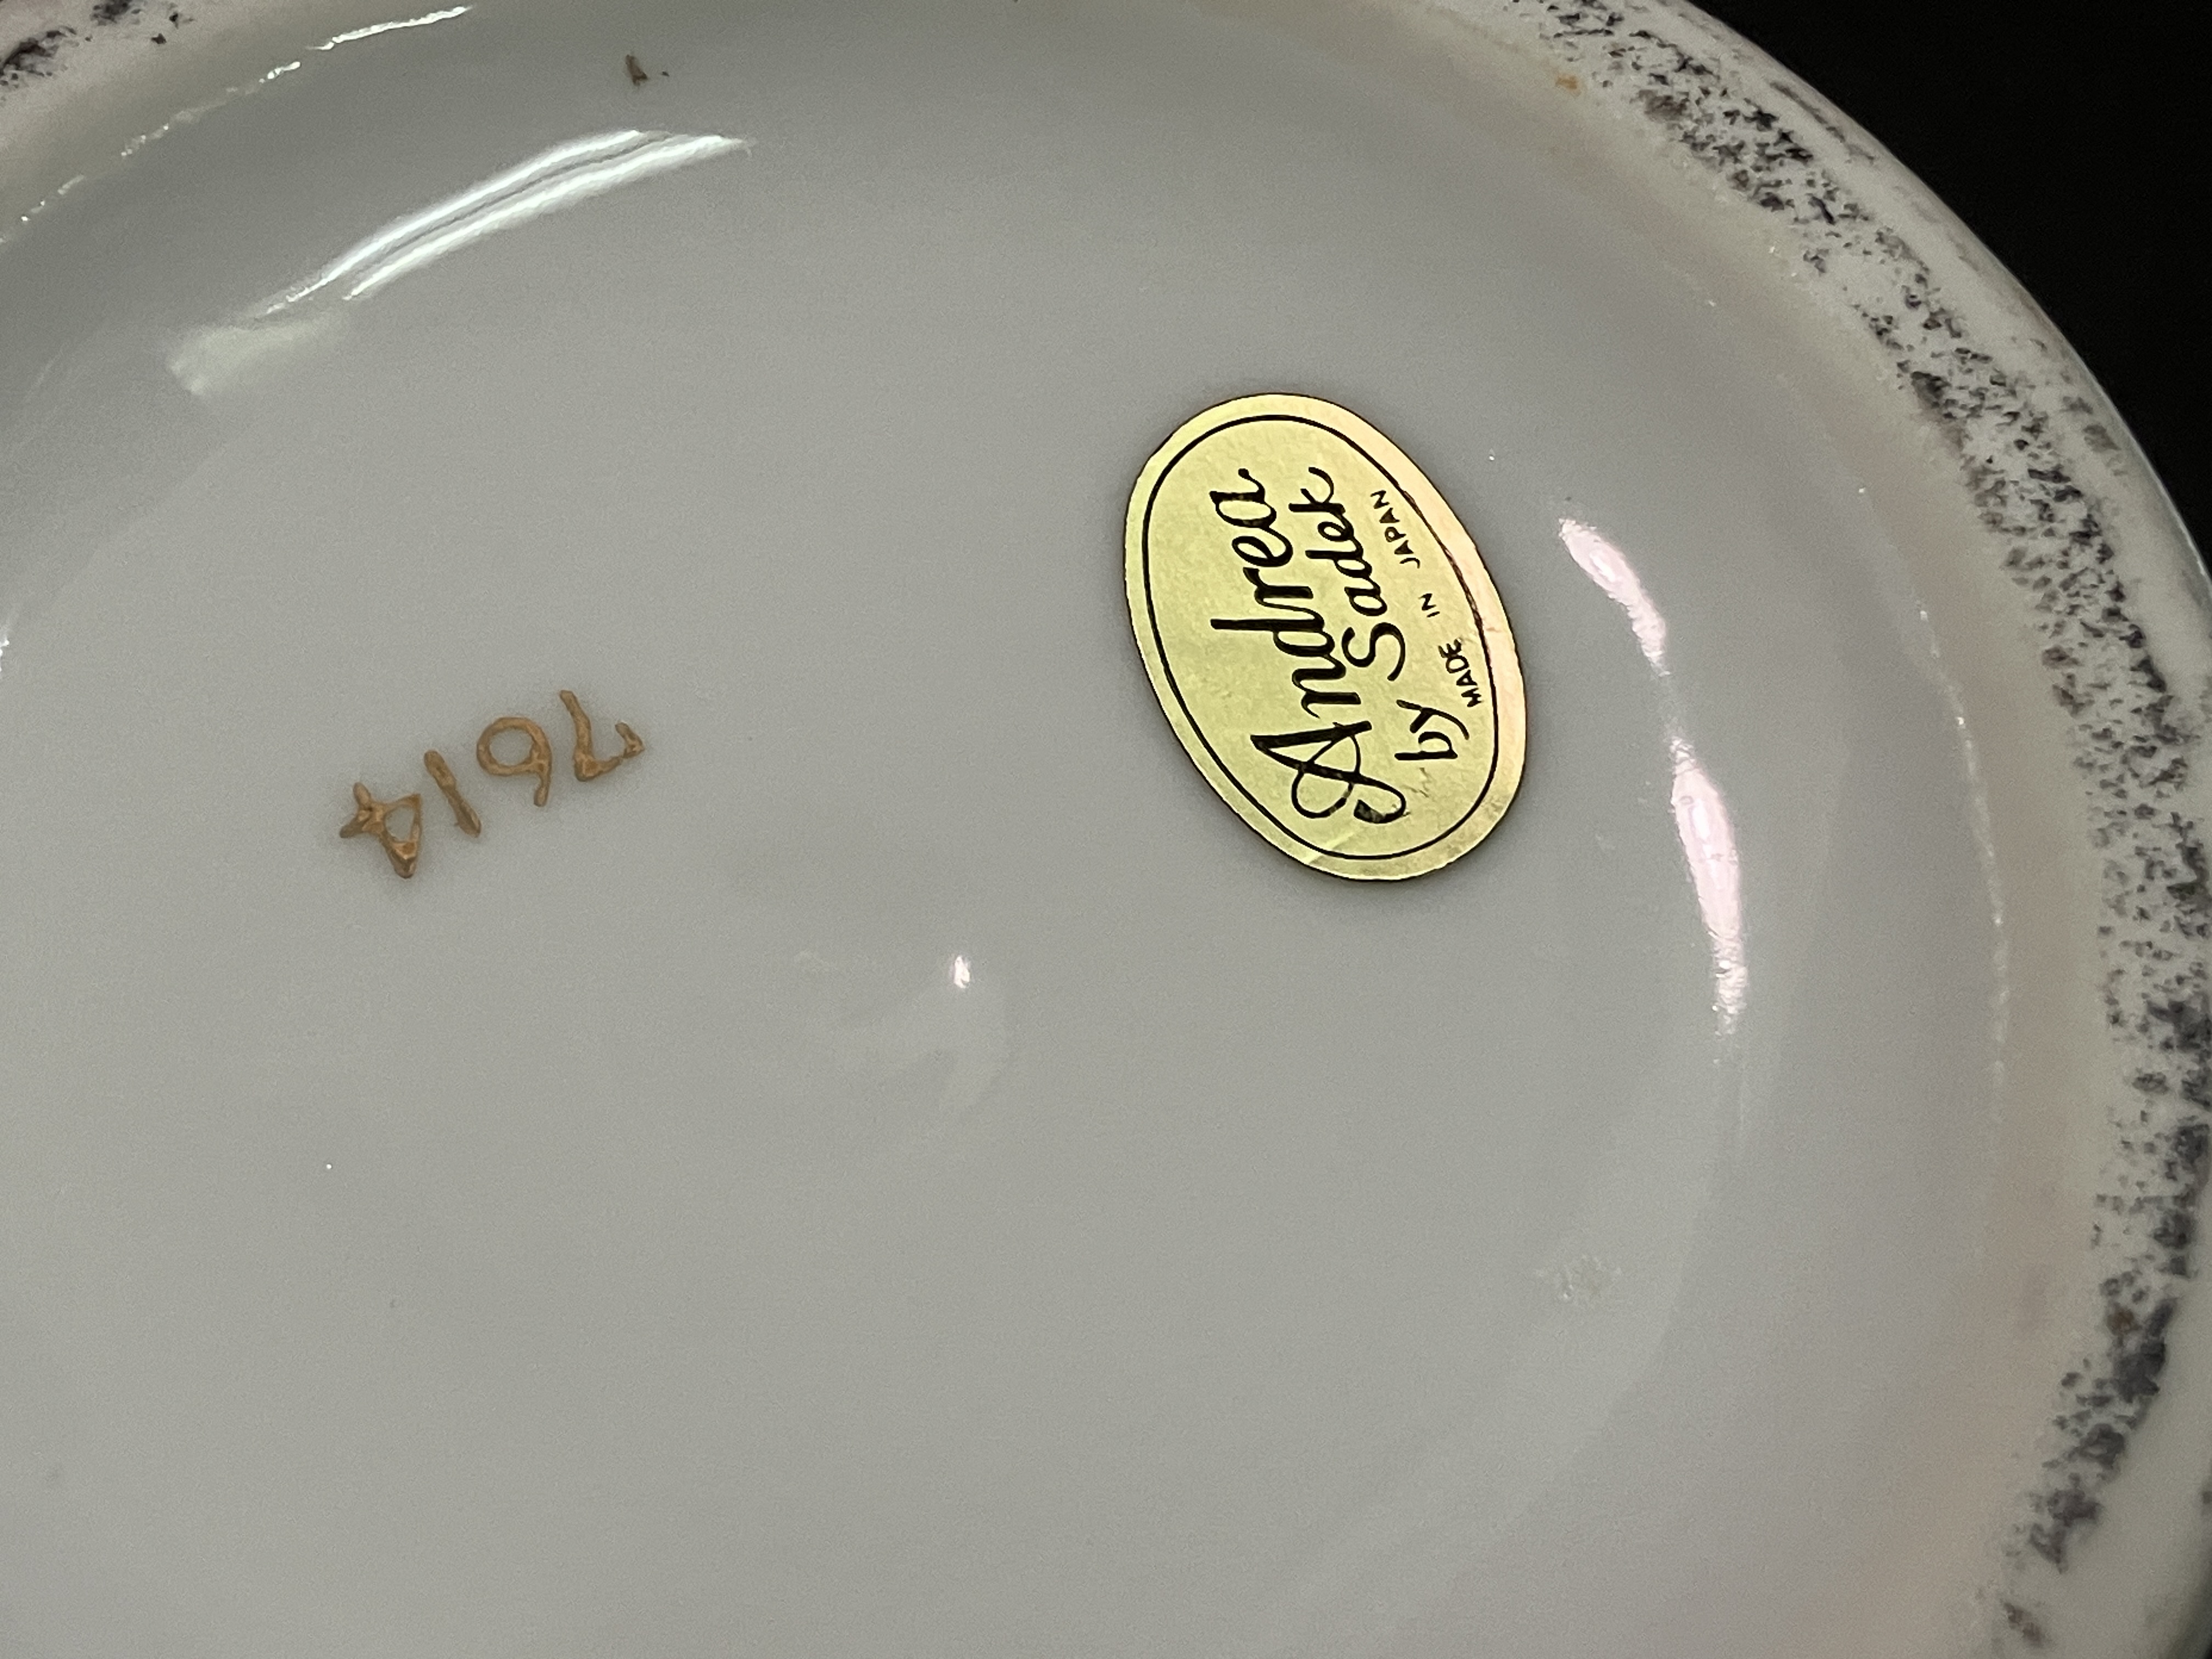 Andrea
by Sadek
MADE IN JAPAN
7614